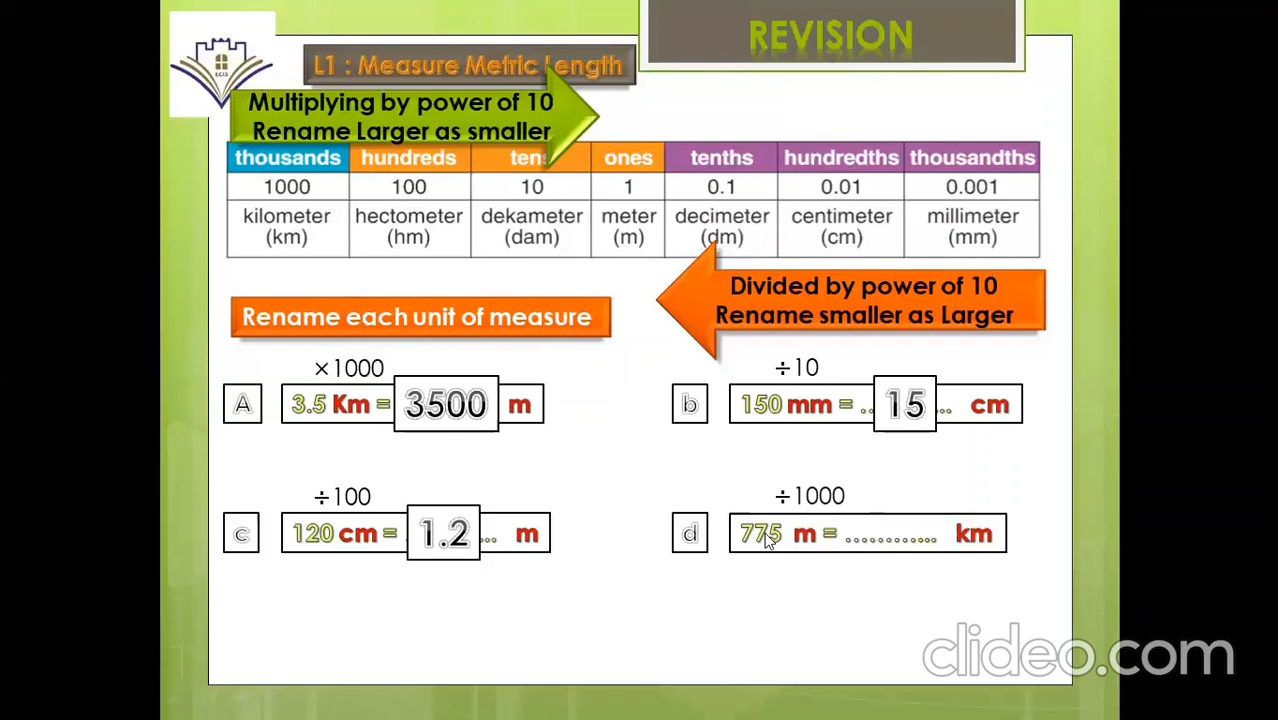 REVISION
L1 : Measure Metric Length
Multiplying by power of 10
Rename Larger as smaller
thousands hundreds tens ones tenths hundredths thousandths
1000 100 10 1 0.1 0.01 0.001
kilometer hectometer dekameter meter decimeter centimeter millimeter
(km) (hm) (dam) (m) (dm) (cm) (mm)
Divided by power of 10
Rename smaller as Larger
Rename each unit of measure
×1000
A 3.5 Km = 3500 m
÷10
b 150 mm = .. 15 ... cm
÷100
c 120 cm = 1.2 ... m
÷1000
d 775 m = ............. km
clideo.com